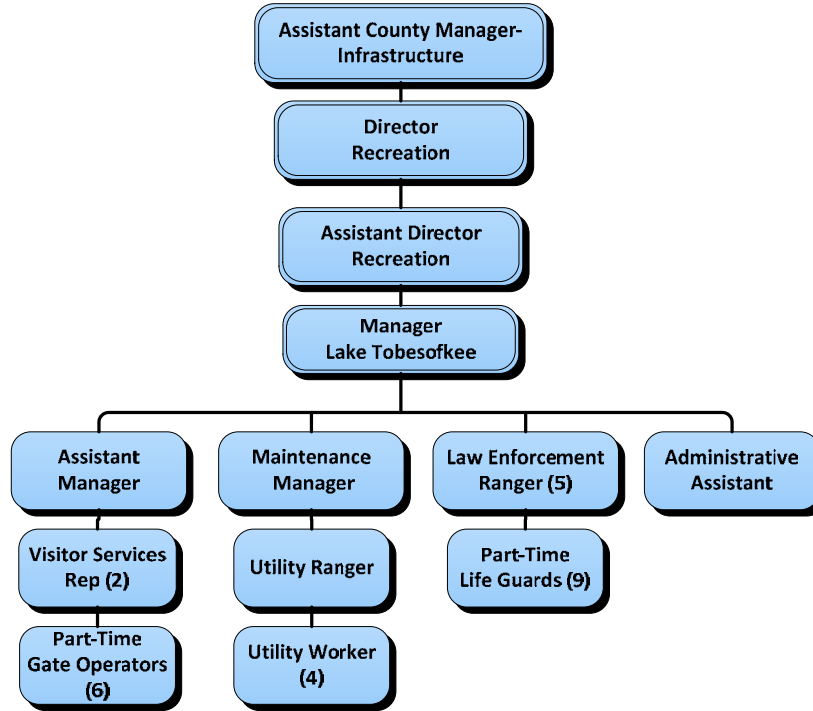 Assistant County Manager-
Infrastructure
Director
Recreation
Assistant Director
Recreation
Manager
Lake Tobesofkee
Assistant
Manager
Maintenance
Manager
Law Enforcement
Ranger (5)
Administrative
Assistant
Visitor Services
Rep (2)
Utility Ranger
Part-Time
Life Guards (9)
Part-Time
Gate Operators
(6)
Utility Worker
(4)